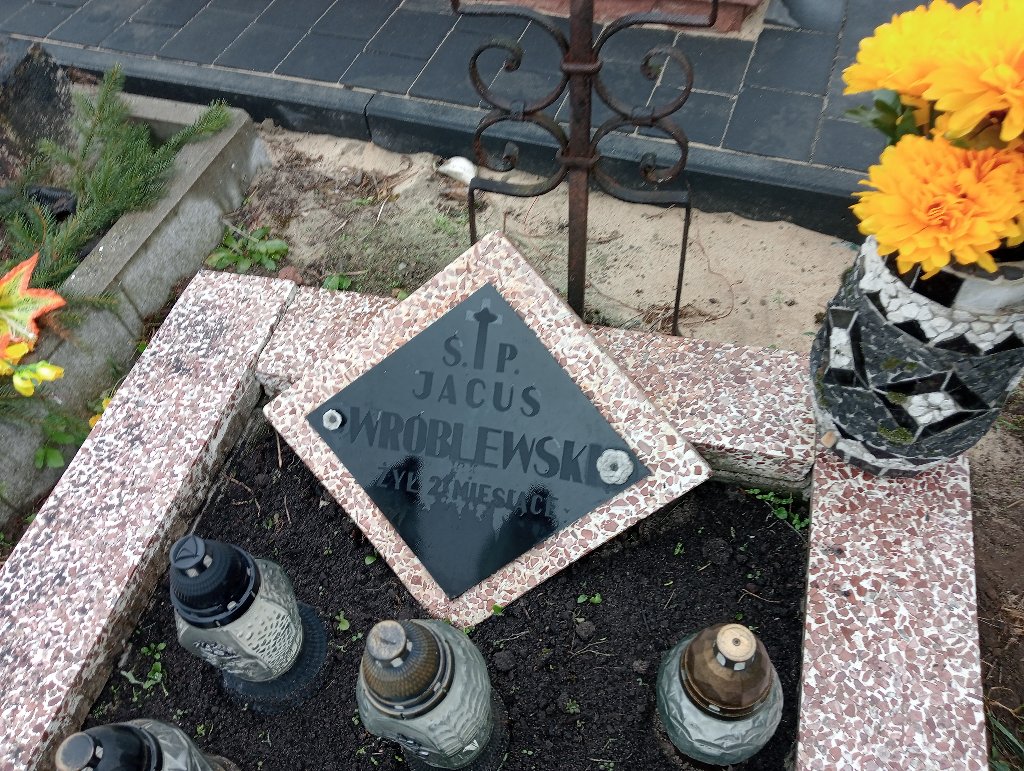 Ś.P.
JACUŚ
WRÓBLEWSKI
ŻYŁ 2 MIESIĄCE